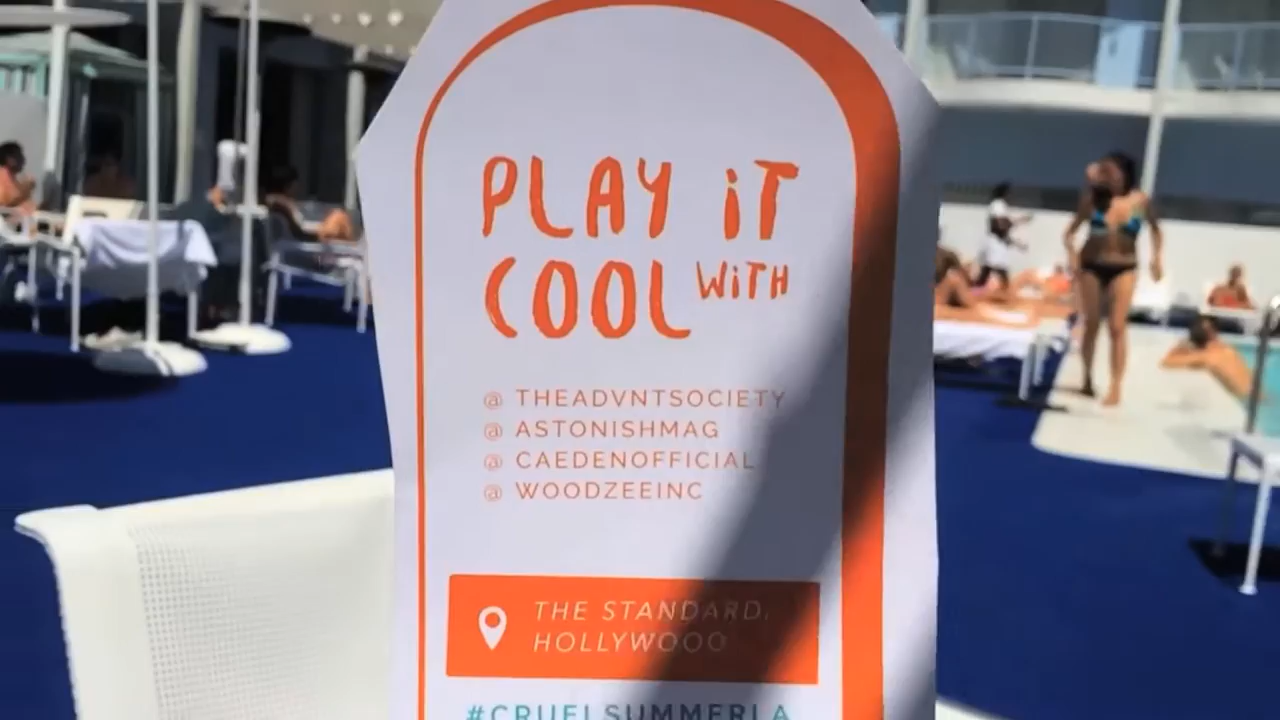 PLAY iT
COOL WiTH
@ THEADVNTSOCIETY
@ ASTONISHMAG
@ CAEDENOFFICIAL
@ WOODZEEINC
THE STANDARD,
HOLLYWOOD
#CRUELSUMMERLA